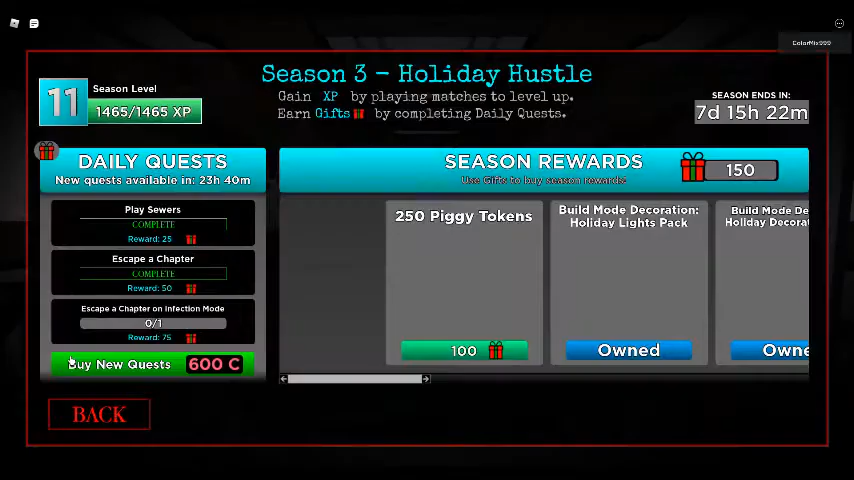 ColorMix999
Season 3 - Holiday Hustle
11
Season Level
1465/1465 XP
Gain XP by playing matches to level up.
Earn Gifts by completing Daily Quests.
SEASON ENDS IN:
7d 15h 22m
DAILY QUESTS
New quests available in: 23h 40m
SEASON REWARDS
Use Gifts to buy season rewards!
150
Play Sewers
COMPLETE
Reward: 25
Escape a Chapter
COMPLETE
Reward: 50
Escape a Chapter on Infection Mode
0/1
Reward: 75
Buy New Quests
600 C
250 Piggy Tokens
100
Build Mode Decoration:
Holiday Lights Pack
Owned
Build Mode De
Holiday Decorat
Owne
BACK